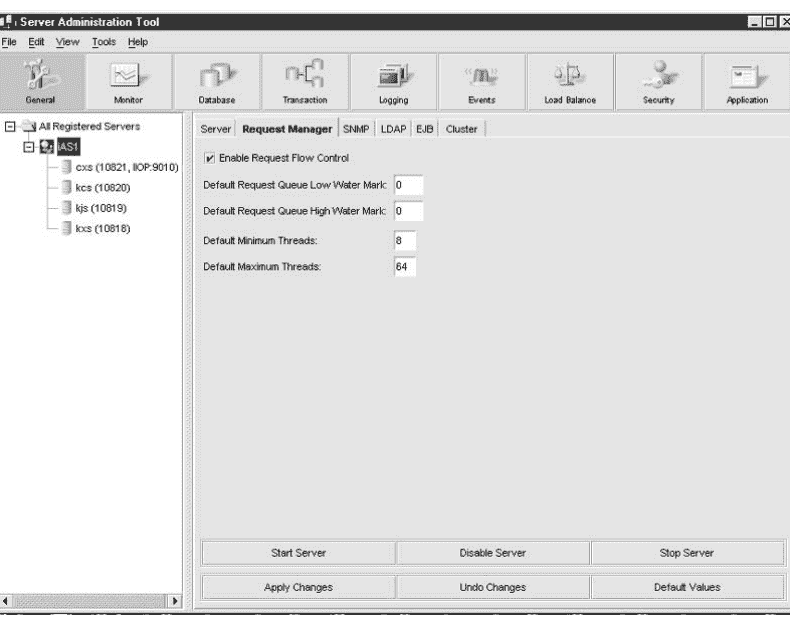 Server Administration Tool
File Edit View Tools Help
General Monitor Database Transaction Logging Events Load Balance Security Application
All Registered Servers
iAS1
cxs (10821, IIOP:9010)
kcs (10820)
kjs (10819)
kxs (10818)
Server Request Manager SNMP LDAP EJB Cluster
Enable Request Flow Control
Default Request Queue Low Water Mark: 0
Default Request Queue High Water Mark: 0
Default Minimum Threads: 8
Default Maximum Threads: 64
Start Server Disable Server Stop Server
Apply Changes Undo Changes Default Values